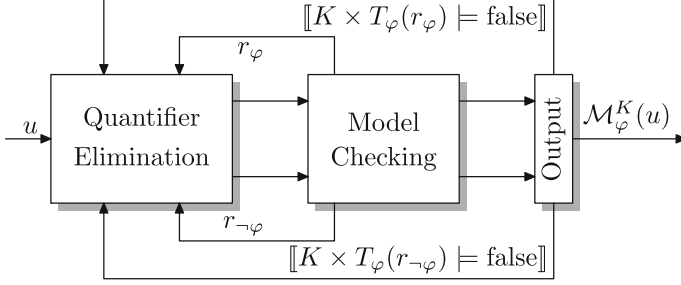 ⟦K × T_φ(r_φ) ⊨ false⟧
r_φ
u
Quantifier
Elimination
Model
Checking
Output
ℳ^K_φ(u)
r_¬φ
⟦K × T_φ(r_¬φ) ⊨ false⟧